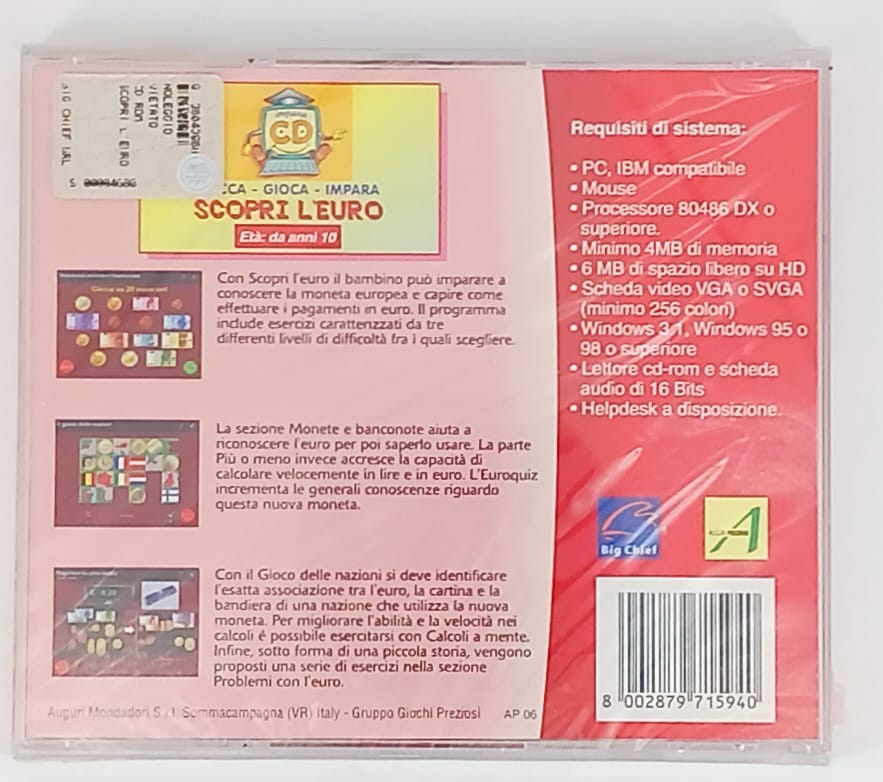 NOLEGGIO
VIETATO
CD ROM
SCOPRI L'EURO
BIG CHIEF SRL
CD
CCA - GIOCA - IMPARA
SCOPRI L'EURO
Età: da anni 10
Con Scopri l'euro il bambino può imparare a
conoscere la moneta europea e capire come
effettuare i pagamenti in euro. Il programma
include esercizi caratterizzati da tre
differenti livelli di difficoltà fra i quali scegliere.
La sezione Monete e banconote aiuta a
riconoscere l'euro per poi saperlo usare. La parte
Più o meno invece accresce la capacità di
calcolare velocemente in lire e in euro. L'Euroquiz
incrementa le generali conoscenze riguardo
questa nuova moneta.
Con il Gioco delle nazioni si deve identificare
l'esatta associazione tra l'euro, la cartina e la
bandiera di una nazione che utilizza la nuova
moneta. Per migliorare l'abilità e la velocità nei
calcoli é possibile esercitarsi con Calcoli a mente.
Infine, sotto forma di una piccola storia, vengono
proposti una serie di esercizi nella sezione
Problemi con l'euro.
Auguri Mondadori S.r.l. Sommacampagna (VR) Italy - Gruppo Giochi Preziosi AP 06
Requisiti di sistema:
• PC, IBM compatibile
• Mouse
• Processore 80486 DX o
superiore.
• Minimo 4MB di memoria
• 6 MB di spazio libero su HD
• Scheda video VGA o SVGA
(minimo 256 colori)
• Windows 3.1, Windows 95 o
98 o superiore
• Lettore cd-rom e scheda
audio di 16 Bits
• Helpdesk a disposizione.
Big Chief
8 002879 715940